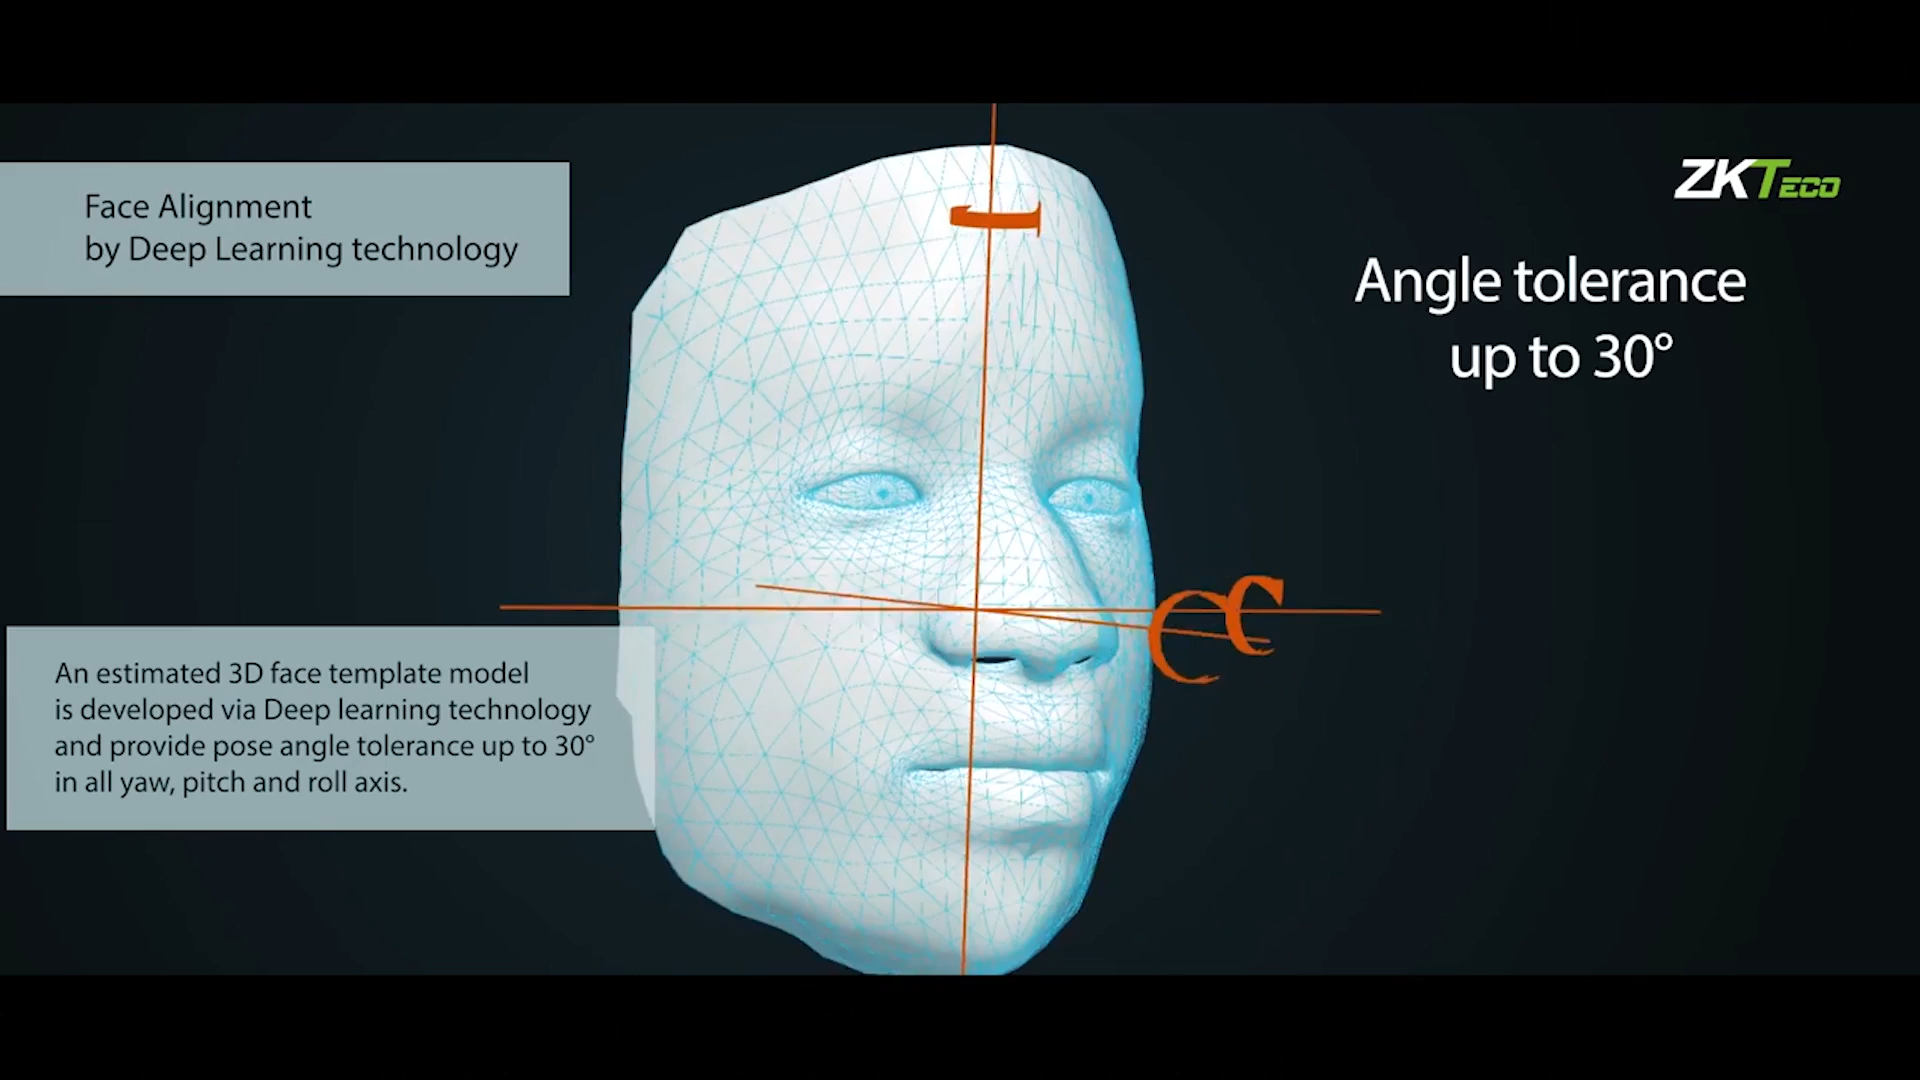 Face Alignment
by Deep Learning technology
ZKTECO
Angle tolerance
up to 30°
An estimated 3D face template model
is developed via Deep learning technology
and provide pose angle tolerance up to 30°
in all yaw, pitch and roll axis.